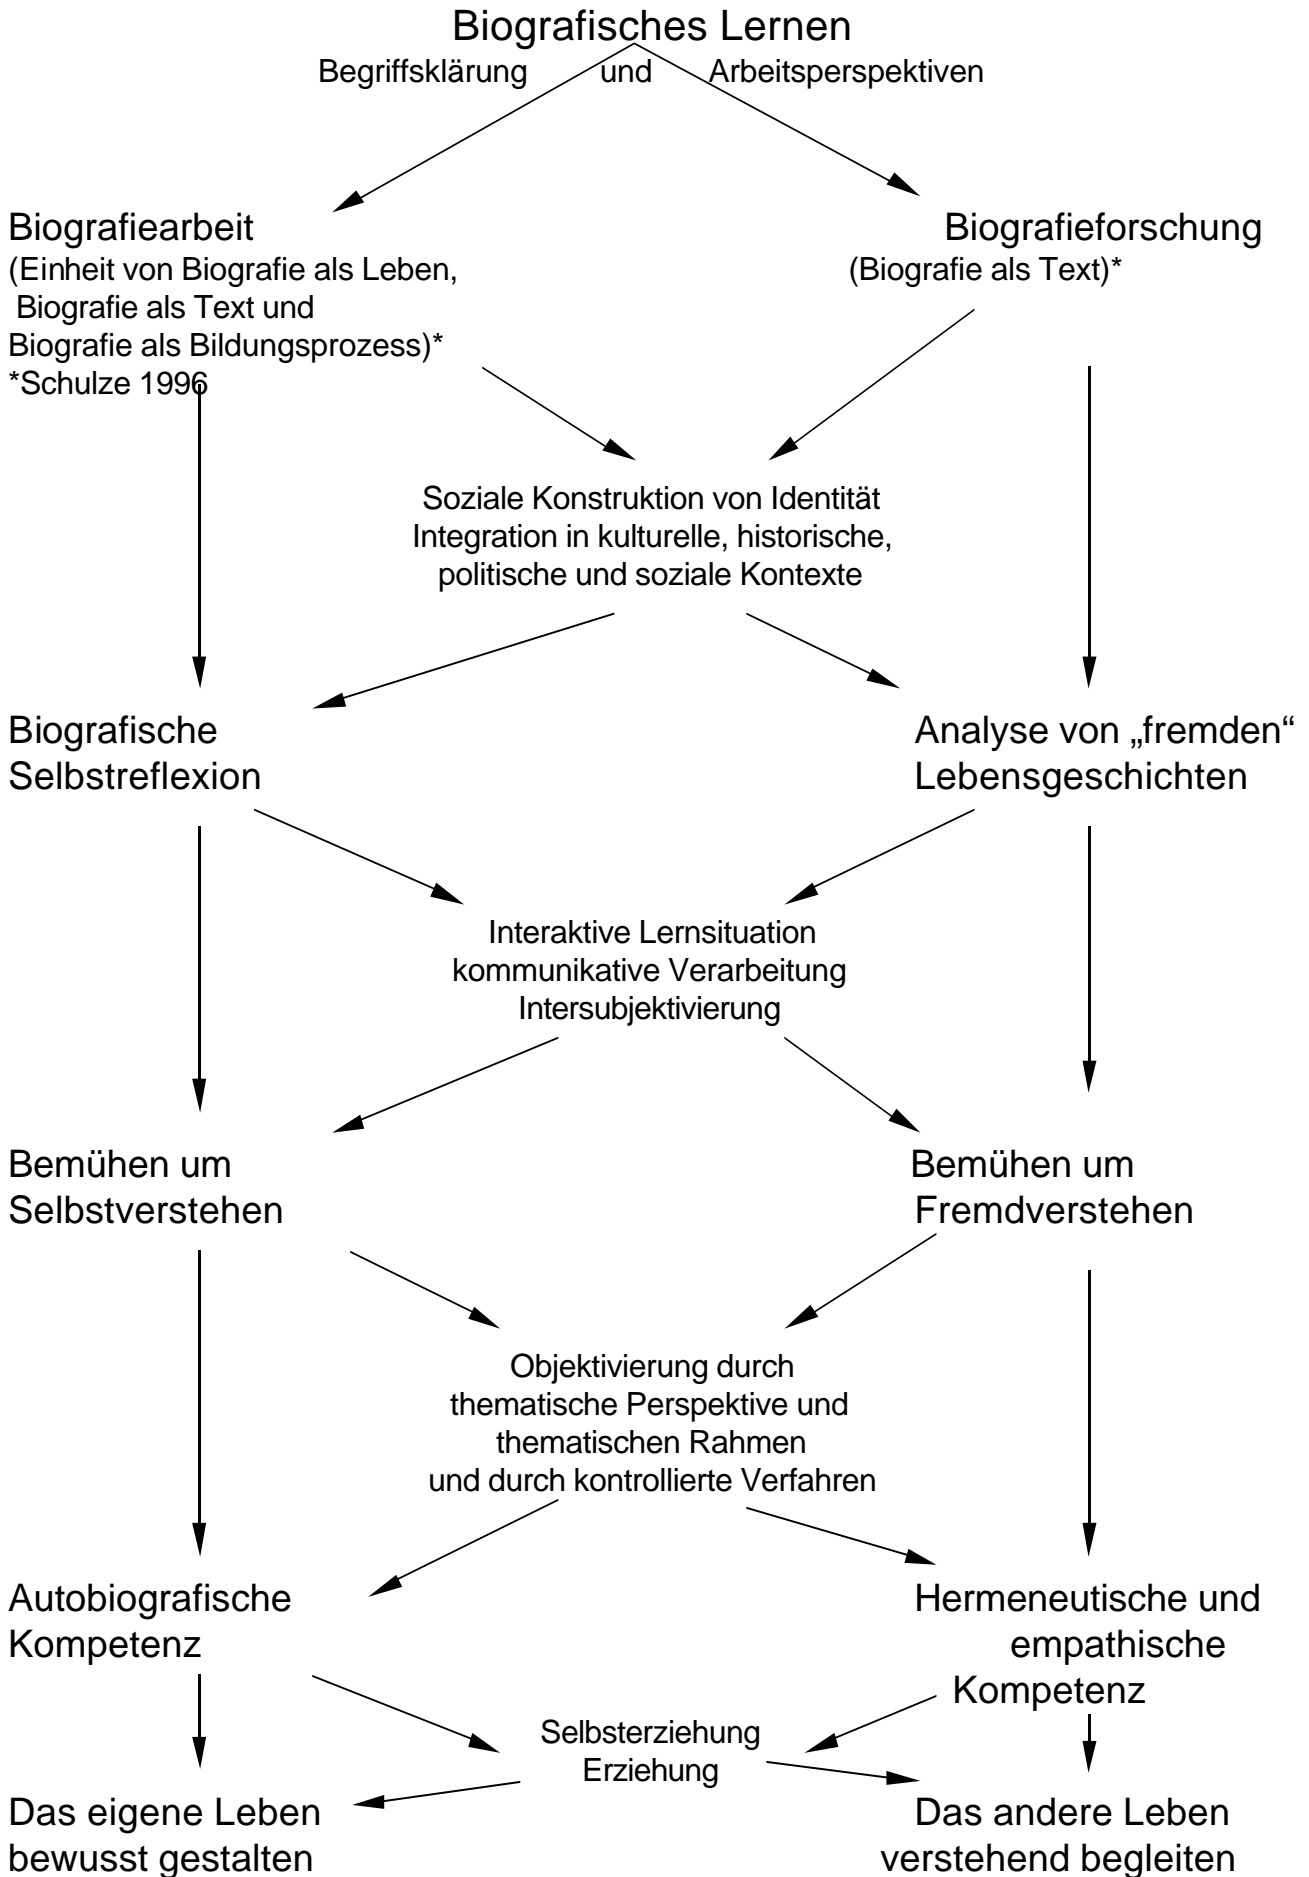 Biografisches Lernen
Begriffsklärung und Arbeitsperspektiven
Biografiearbeit
(Einheit von Biografie als Leben,
Biografie als Text und
Biografie als Bildungsprozess)*
*Schulze 1996
Biografieforschung
(Biografie als Text)*
Soziale Konstruktion von Identität
Integration in kulturelle, historische,
politische und soziale Kontexte
Biografische
Selbstreflexion
Analyse von „fremden“
Lebensgeschichten
Interaktive Lernsituation
kommunikative Verarbeitung
Intersubjektivierung
Bemühen um
Selbstverstehen
Bemühen um
Fremdverstehen
Objektivierung durch
thematische Perspektive und
thematischen Rahmen
und durch kontrollierte Verfahren
Autobiografische
Kompetenz
Hermeneutische und
empathische
Kompetenz
Selbsterziehung
Erziehung
Das eigene Leben
bewusst gestalten
Das andere Leben
verstehend begleiten